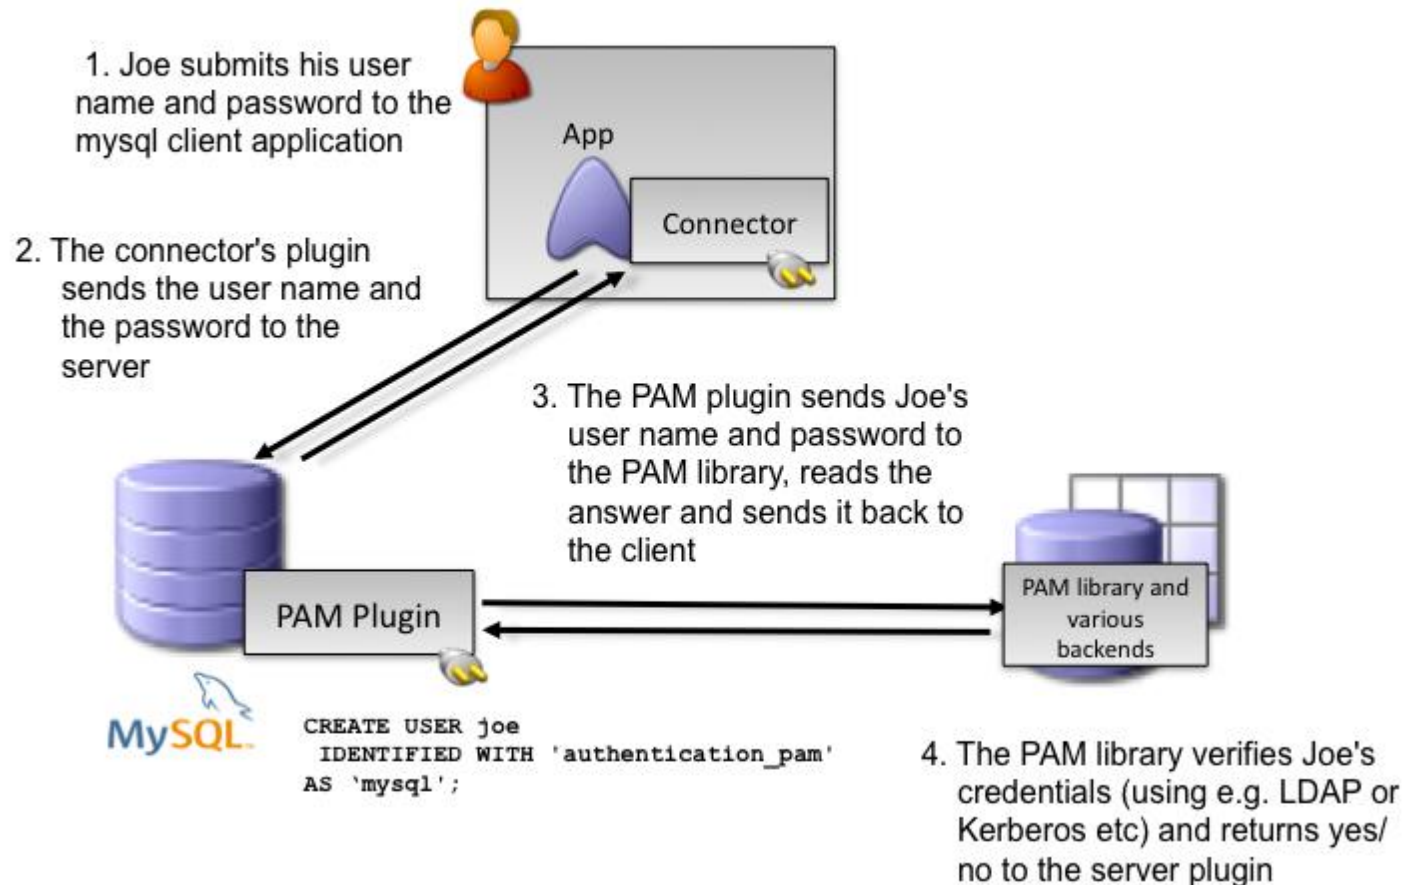 1. Joe submits his user
name and password to the
mysql client application
App
Connector
2. The connector's plugin
sends the user name and
the password to the
server
3. The PAM plugin sends Joe's
user name and password to
the PAM library, reads the
answer and sends it back to
the client
PAM Plugin
PAM library and
various
backends
MySQL
CREATE USER joe
IDENTIFIED WITH 'authentication_pam'
AS `mysql';
4. The PAM library verifies Joe's
credentials (using e.g. LDAP or
Kerberos etc) and returns yes/
no to the server plugin